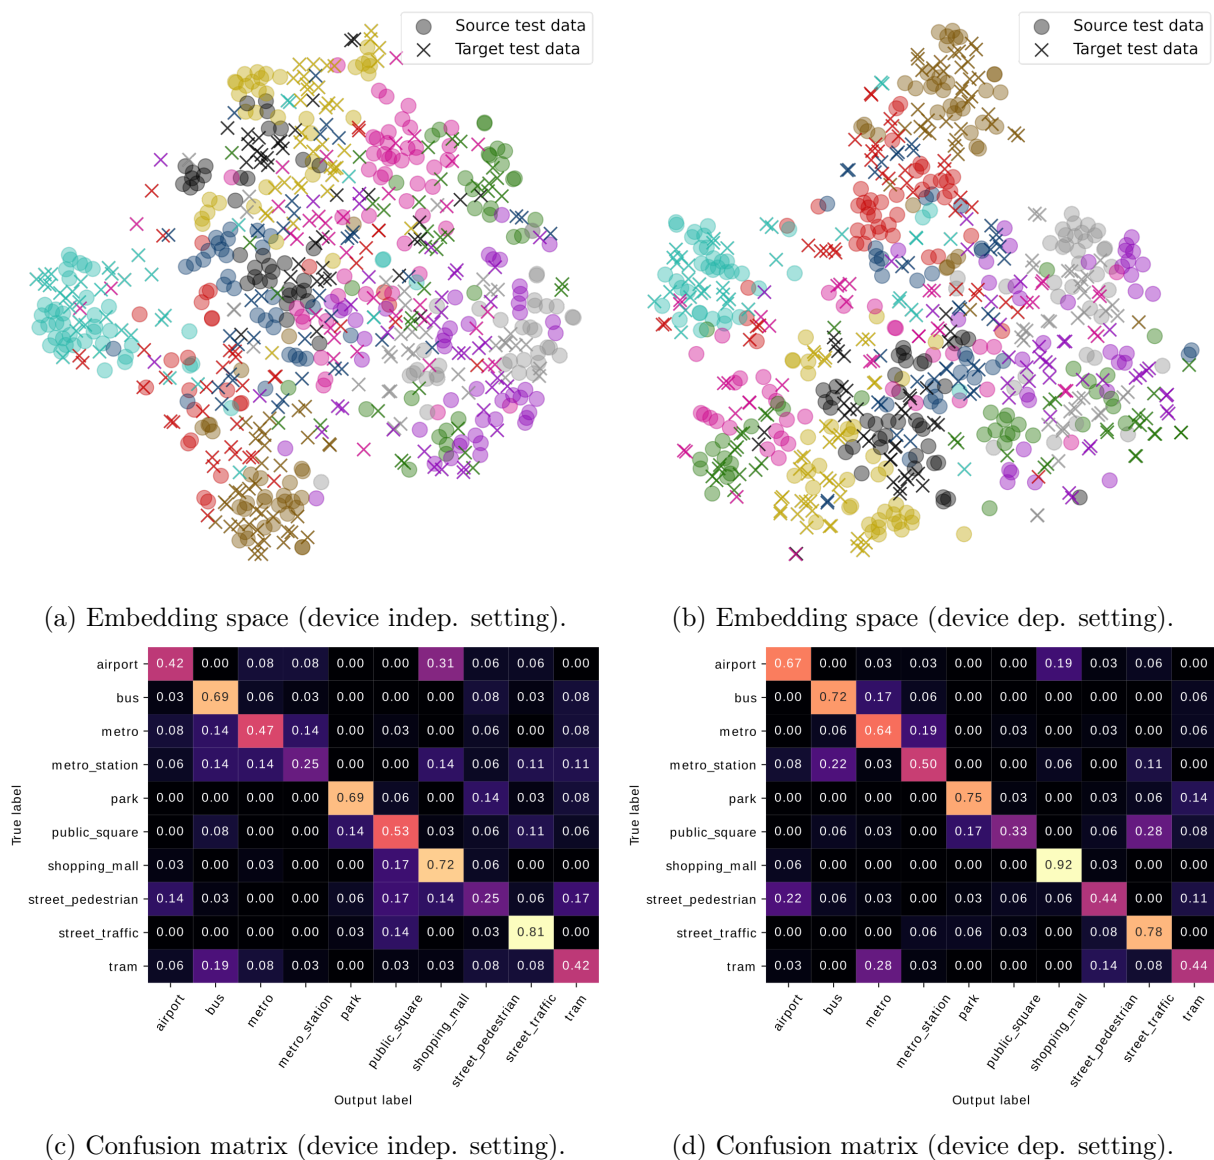 Source test data
Target test data
Source test data
Target test data
(a) Embedding space (device indep. setting).
(b) Embedding space (device dep. setting).
True label
airport 0.42 0.00 0.08 0.08 0.00 0.00 0.31 0.06 0.06 0.00
bus 0.03 0.69 0.06 0.03 0.00 0.00 0.00 0.08 0.03 0.08
metro 0.08 0.14 0.47 0.14 0.00 0.00 0.08 0.00 0.00 0.08
metro_station 0.06 0.14 0.14 0.25 0.00 0.00 0.14 0.06 0.11 0.11
park 0.00 0.00 0.00 0.00 0.69 0.06 0.00 0.14 0.03 0.08
public_square 0.00 0.08 0.00 0.00 0.14 0.53 0.03 0.06 0.11 0.06
shopping_mall 0.03 0.00 0.03 0.00 0.00 0.17 0.72 0.06 0.00 0.00
street_pedestrian 0.14 0.03 0.00 0.00 0.06 0.17 0.14 0.25 0.06 0.17
street_traffic 0.00 0.00 0.00 0.00 0.03 0.14 0.00 0.03 0.81 0.00
tram 0.06 0.19 0.08 0.03 0.00 0.03 0.03 0.08 0.08 0.42
airport bus metro metro_station park public_square shopping_mall street_pedestrian street_traffic tram
Output label
True label
airport 0.67 0.00 0.03 0.03 0.00 0.00 0.19 0.03 0.06 0.00
bus 0.00 0.72 0.17 0.06 0.00 0.00 0.00 0.00 0.00 0.06
metro 0.00 0.06 0.64 0.19 0.00 0.00 0.06 0.00 0.00 0.06
metro_station 0.08 0.22 0.03 0.50 0.00 0.00 0.06 0.00 0.11 0.00
park 0.00 0.00 0.00 0.00 0.75 0.03 0.00 0.03 0.06 0.14
public_square 0.00 0.06 0.03 0.00 0.17 0.33 0.00 0.06 0.28 0.08
shopping_mall 0.06 0.00 0.00 0.00 0.00 0.00 0.92 0.03 0.00 0.00
street_pedestrian 0.22 0.06 0.00 0.00 0.03 0.06 0.06 0.44 0.00 0.11
street_traffic 0.00 0.00 0.00 0.06 0.06 0.03 0.00 0.08 0.78 0.00
tram 0.03 0.00 0.28 0.03 0.00 0.00 0.00 0.14 0.08 0.44
airport bus metro metro_station park public_square shopping_mall street_pedestrian street_traffic tram
Output label
(c) Confusion matrix (device indep. setting).
(d) Confusion matrix (device dep. setting).